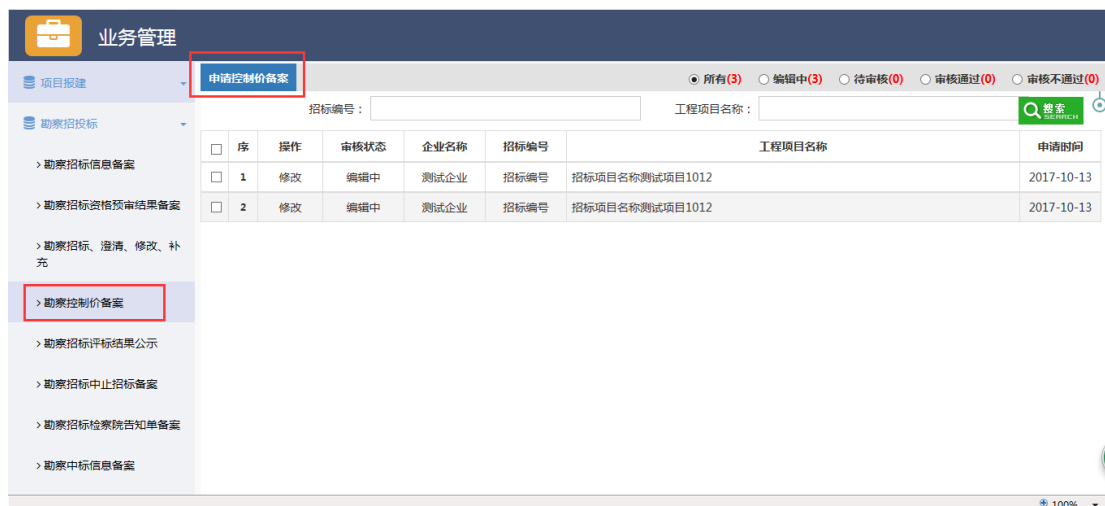 业务管理
项目报建
申请控制价备案
所有(3) 编辑中(3) 待审核(0) 审核通过(0) 审核不通过(0)
招标编号：
工程项目名称：
搜索
SEARCH
勘察招投标
>勘察招标信息备案
>勘察招标资格预审结果备案
>勘察招标、澄清、修改、补
充
>勘察控制价备案
>勘察招标评标结果公示
>勘察招标中止招标备案
>勘察招标检察院告知单备案
>勘察中标信息备案
序 操作 审核状态 企业名称 招标编号 工程项目名称 申请时间
1 修改 编辑中 测试企业 招标编号 招标项目名称测试项目1012 2017-10-13
2 修改 编辑中 测试企业 招标编号 招标项目名称测试项目1012 2017-10-13
100%